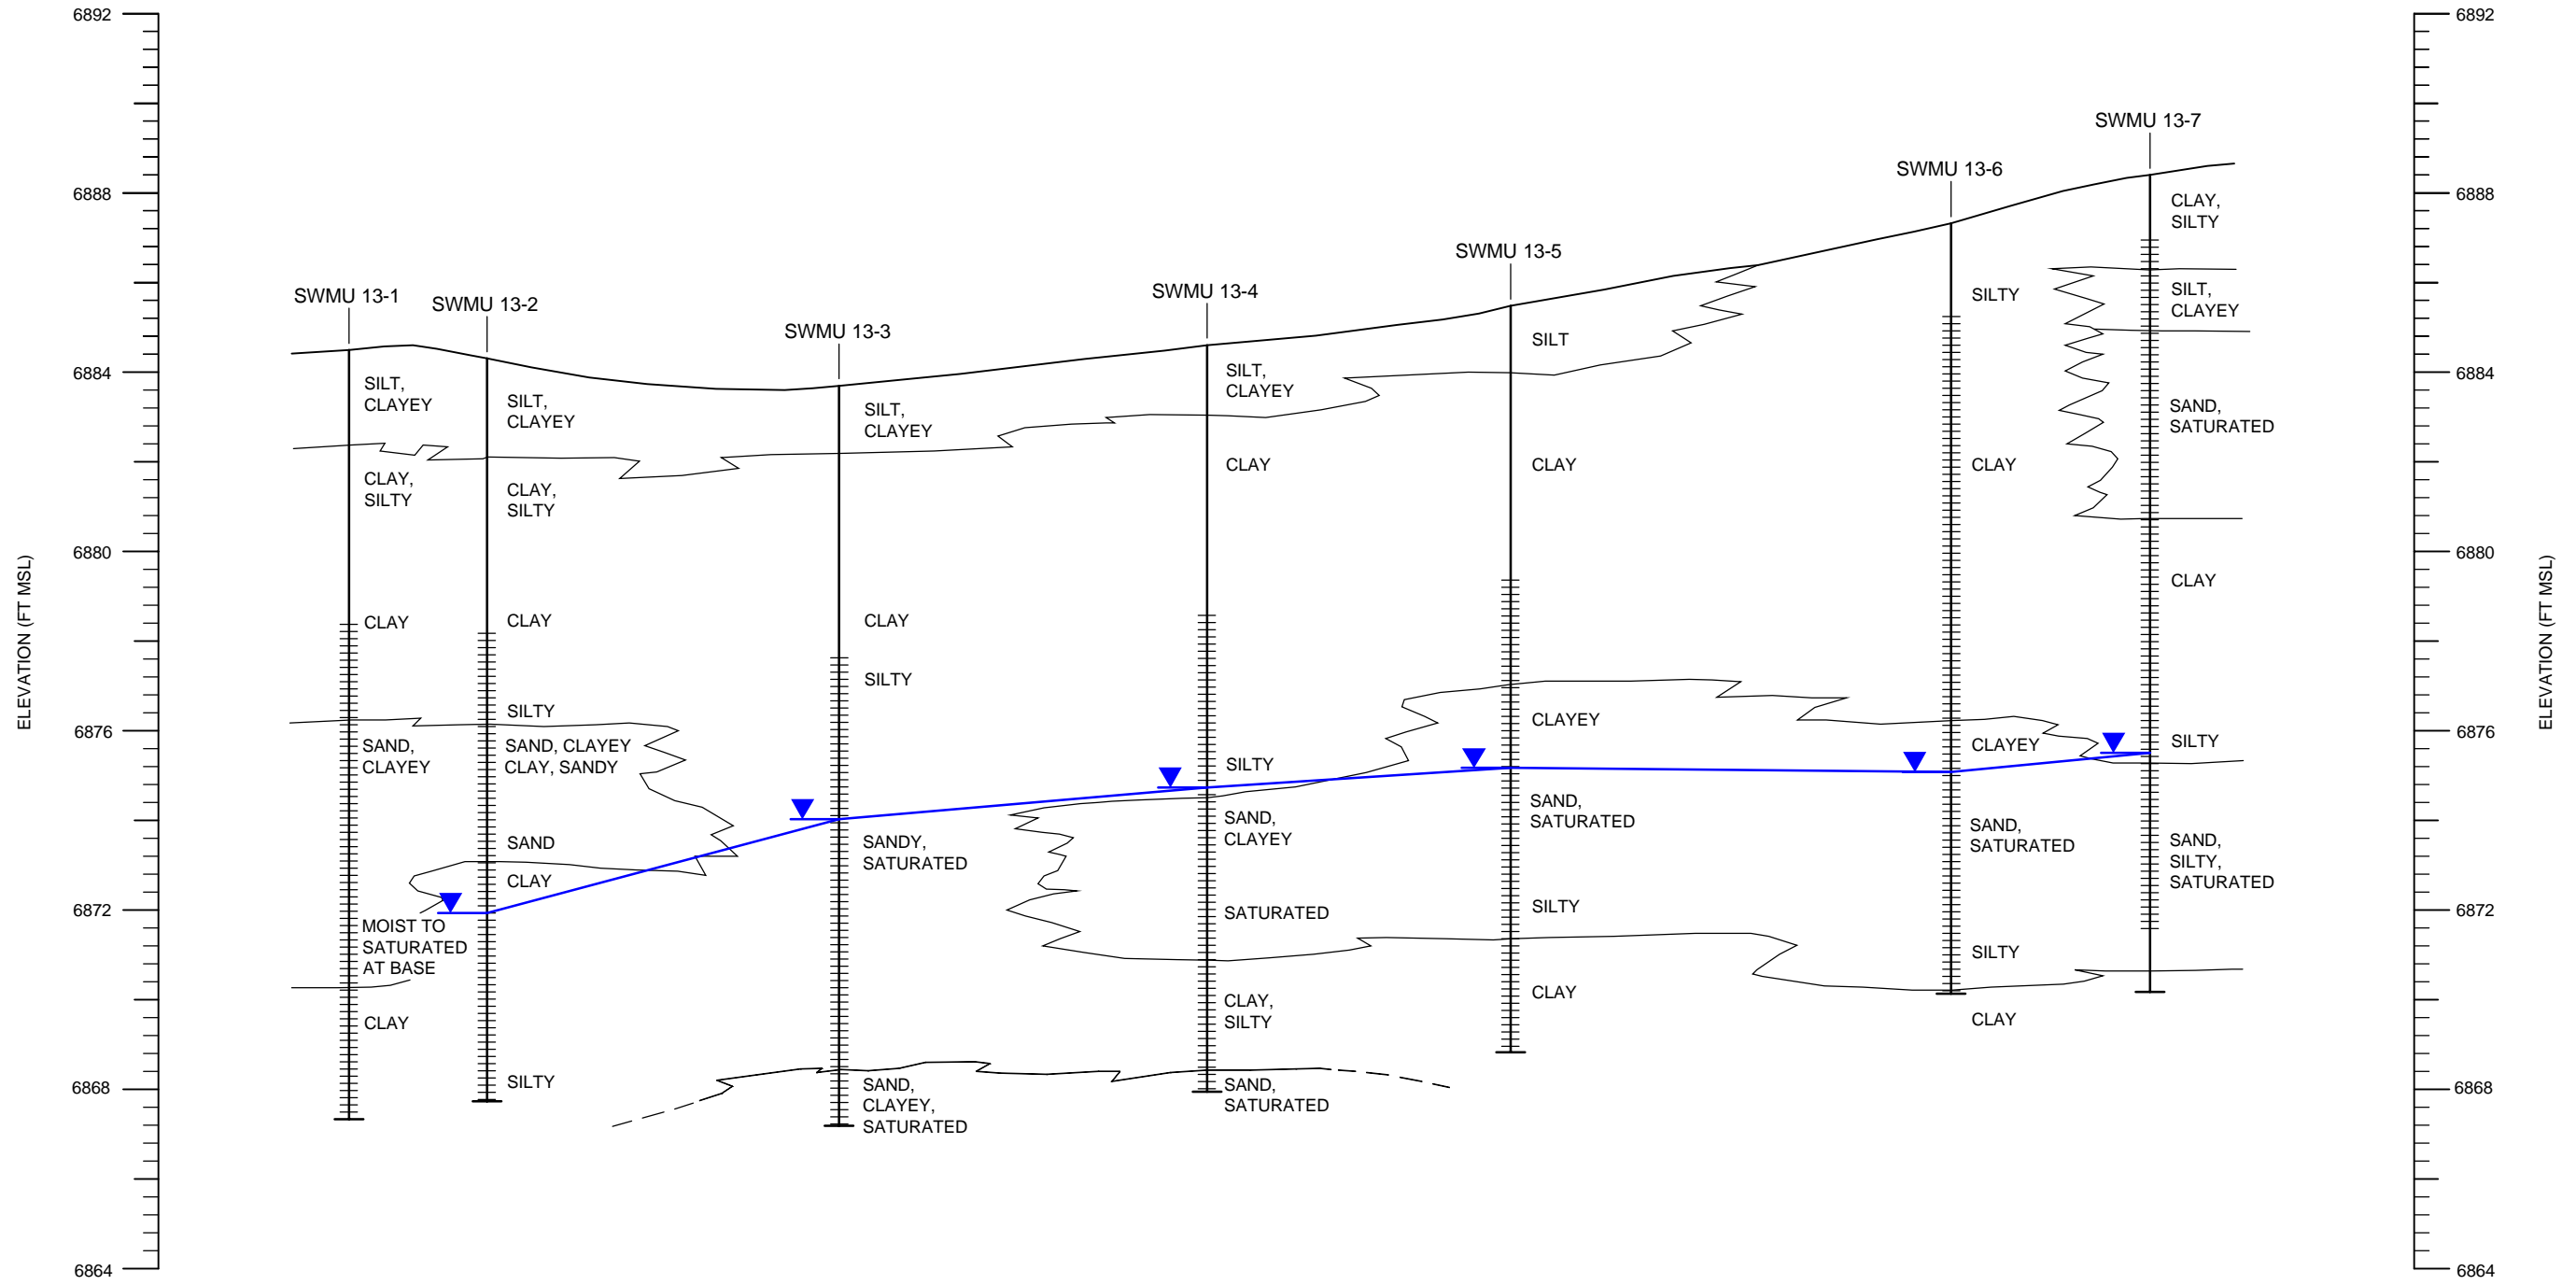 6892
6888
6884
6880
6876
6872
6868
6864
ELEVATION (FT MSL)
SWMU 13-1
SILT,
CLAYEY
CLAY,
SILTY
CLAY
SAND,
CLAYEY
MOIST TO
SATURATED
AT BASE
CLAY
SWMU 13-2
SILT,
CLAYEY
CLAY,
SILTY
CLAY
SILTY
SAND, CLAYEY
CLAY, SANDY
SAND
CLAY
SILTY
SWMU 13-3
SILT,
CLAYEY
CLAY
SILTY
SANDY,
SATURATED
SAND,
CLAYEY,
SATURATED
SWMU 13-4
SILT,
CLAYEY
CLAY
SILTY
SAND,
CLAYEY
SATURATED
CLAY,
SILTY
SAND,
SATURATED
SWMU 13-5
SILT
CLAY
CLAYEY
SAND,
SATURATED
SILTY
CLAY
SWMU 13-6
SILTY
CLAY
CLAYEY
SAND,
SATURATED
SILTY
CLAY
SWMU 13-7
CLAY,
SILTY
SILT,
CLAYEY
SAND,
SATURATED
CLAY
SILTY
SAND,
SILTY,
SATURATED
6892
6888
6884
6880
6876
6872
6868
6864
ELEVATION (FT MSL)